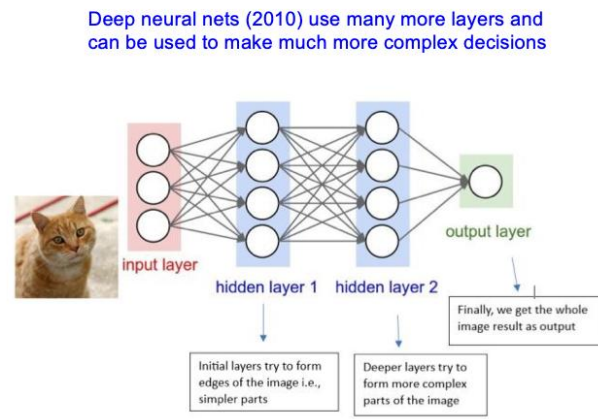 Deep neural nets (2010) use many more layers and
can be used to make much more complex decisions
input layer
hidden layer 1
hidden layer 2
output layer
Initial layers try to form
edges of the image i.e.,
simpler parts
Deeper layers try to
form more complex
parts of the image
Finally, we get the whole
image result as output